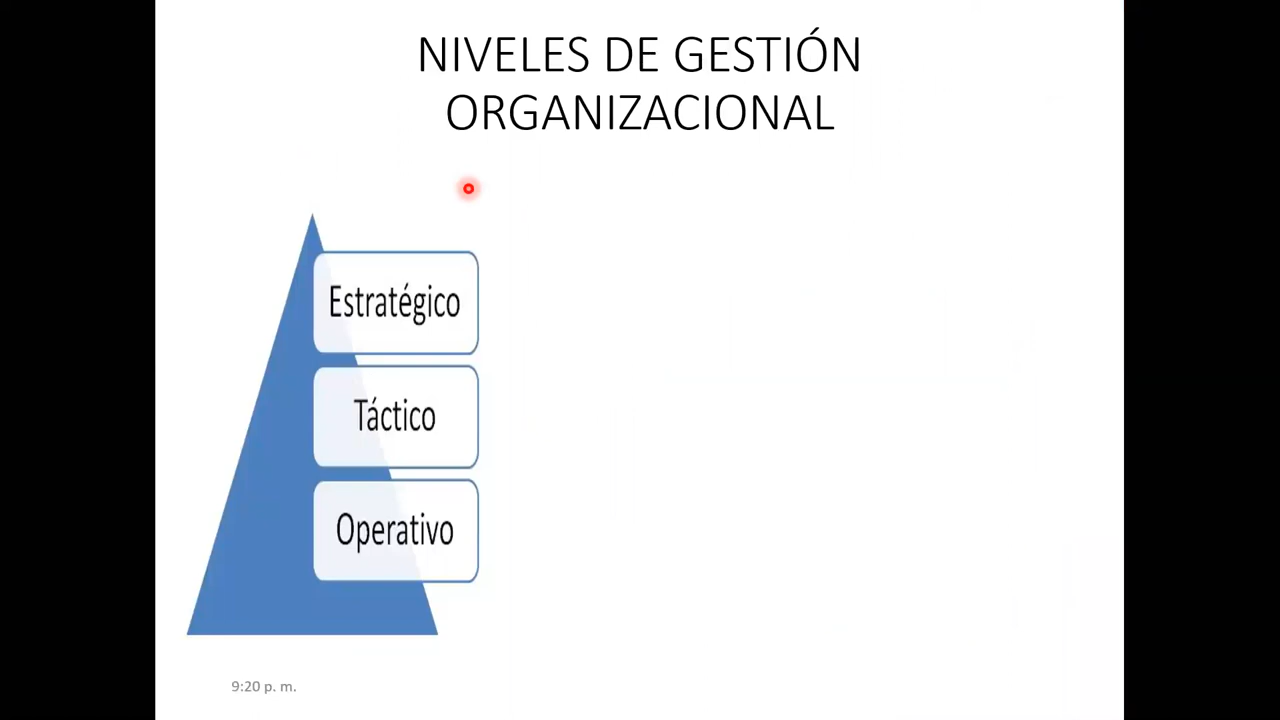 NIVELES DE GESTIÓN
ORGANIZACIONAL
Estratégico
Táctico
Operativo
9:20 p. m.